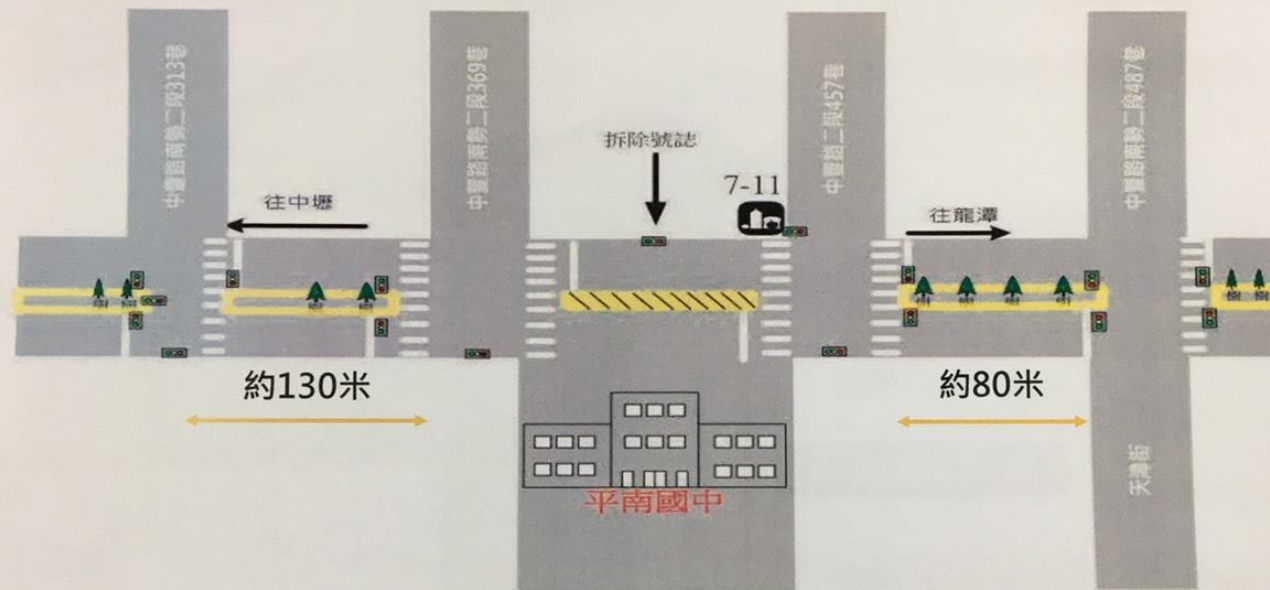 中豐路南勢二段313巷
中豐路南勢二段369巷
中豐路二段457巷
中豐路南勢二段487巷
拆除號誌
7-11
往中壢
往龍潭
約130米
約80米
平南國中
天津街